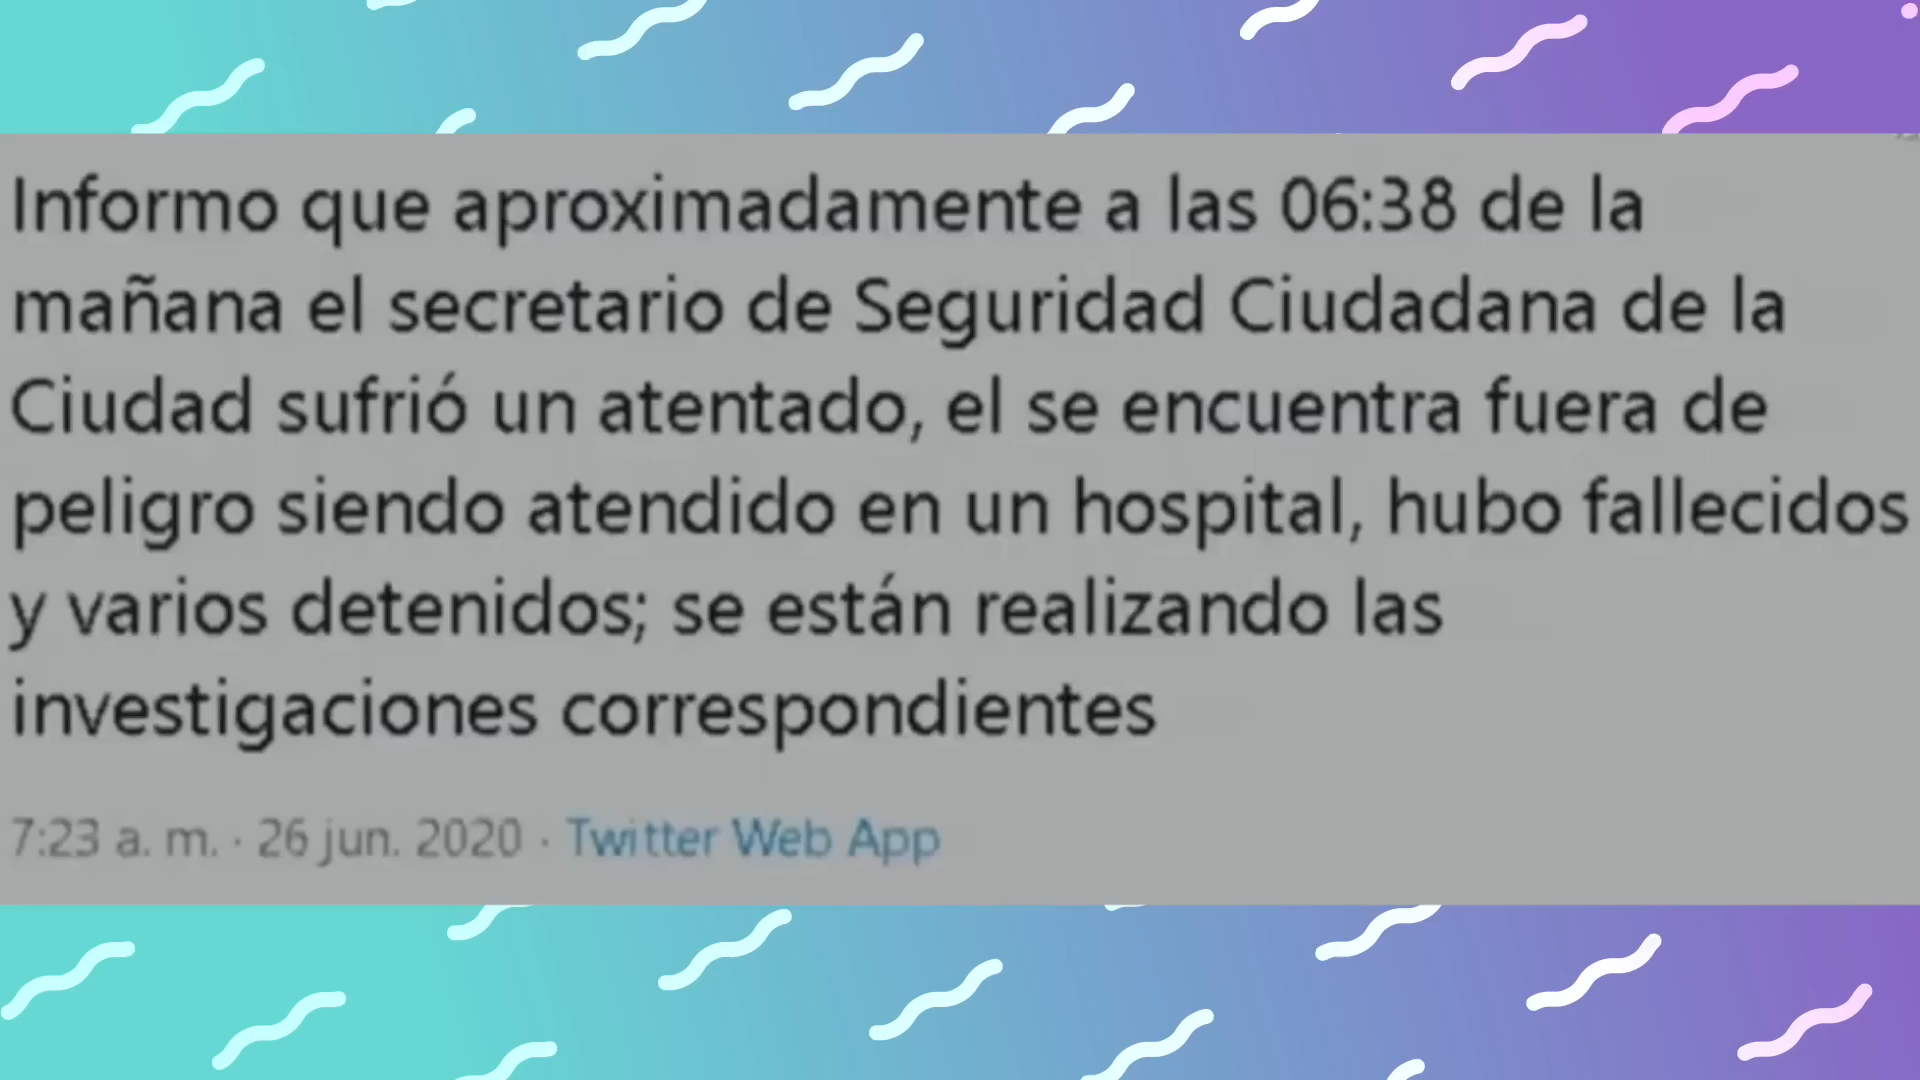 Informo que aproximadamente a las 06:38 de la
mañana el secretario de Seguridad Ciudadana de la
Ciudad sufrió un atentado, el se encuentra fuera de
peligro siendo atendido en un hospital, hubo fallecidos
y varios detenidos; se están realizando las
investigaciones correspondientes
7:23 a. m. · 26 jun. 2020 · Twitter Web App